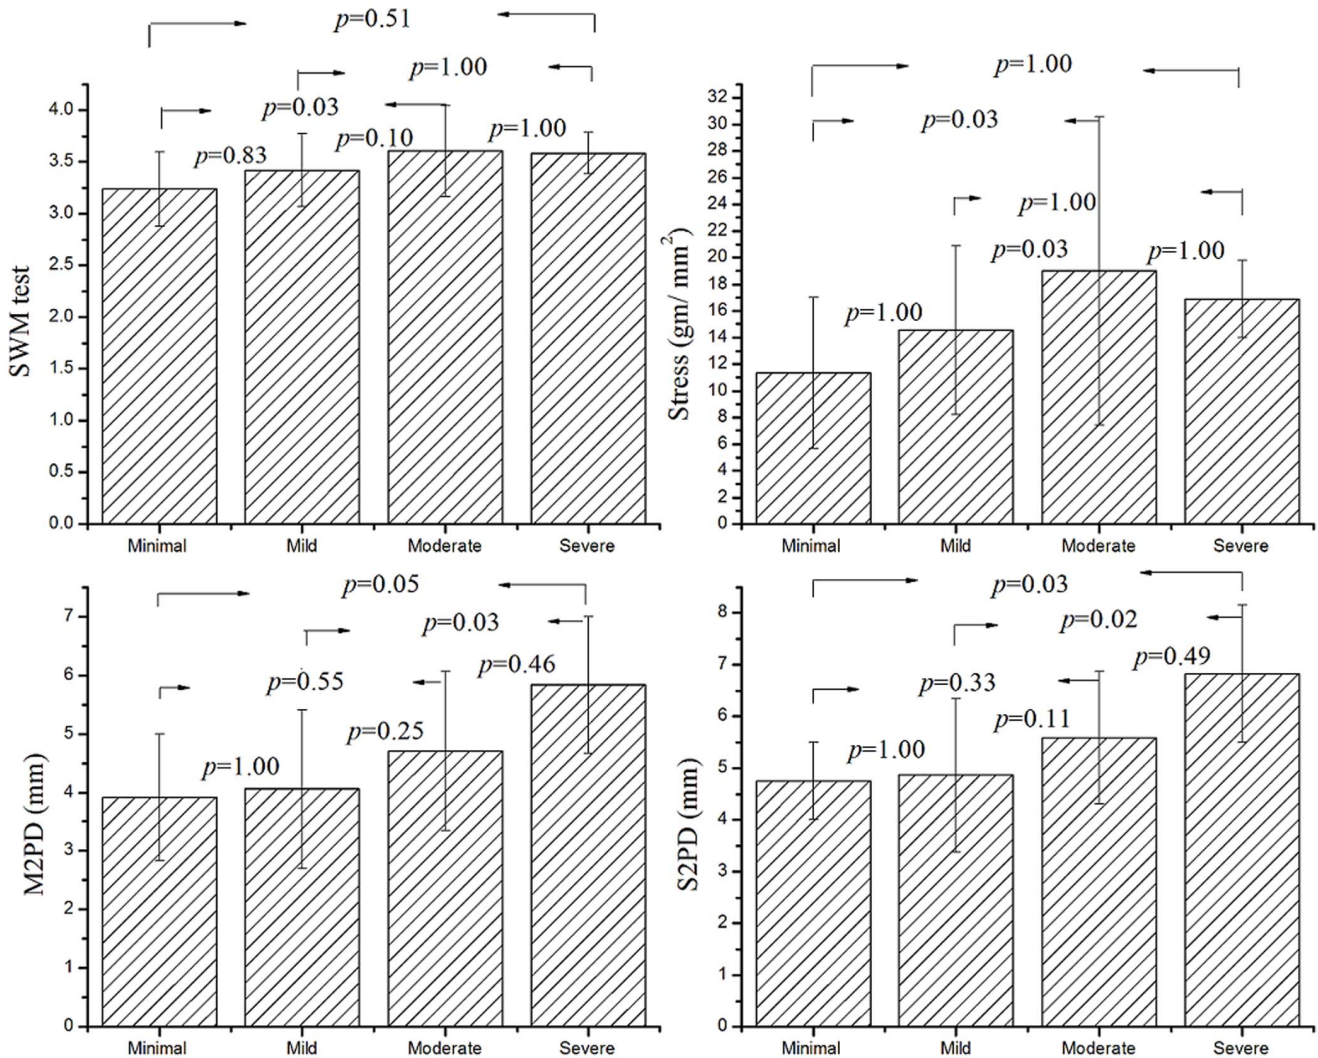 p=0.51
p=1.00
p=0.03
p=0.10
p=1.00
p=0.83
SWM test
4.0
3.5
3.0
2.5
2.0
1.5
1.0
0.5
0.0
Minimal Mild Moderate Severe
p=1.00
p=0.03
p=1.00
p=0.03
p=1.00
p=1.00
Stress (gm/ mm²)
32
30
28
26
24
22
20
18
16
14
12
10
8
6
4
2
0
Minimal Mild Moderate Severe
p=0.05
p=0.03
p=0.46
p=0.55
p=0.25
p=1.00
M2PD (mm)
7
6
5
4
3
2
1
0
Minimal Mild Moderate Severe
p=0.03
p=0.02
p=0.49
p=0.33
p=0.11
p=1.00
S2PD (mm)
8
7
6
5
4
3
2
1
0
Minimal Mild Moderate Severe